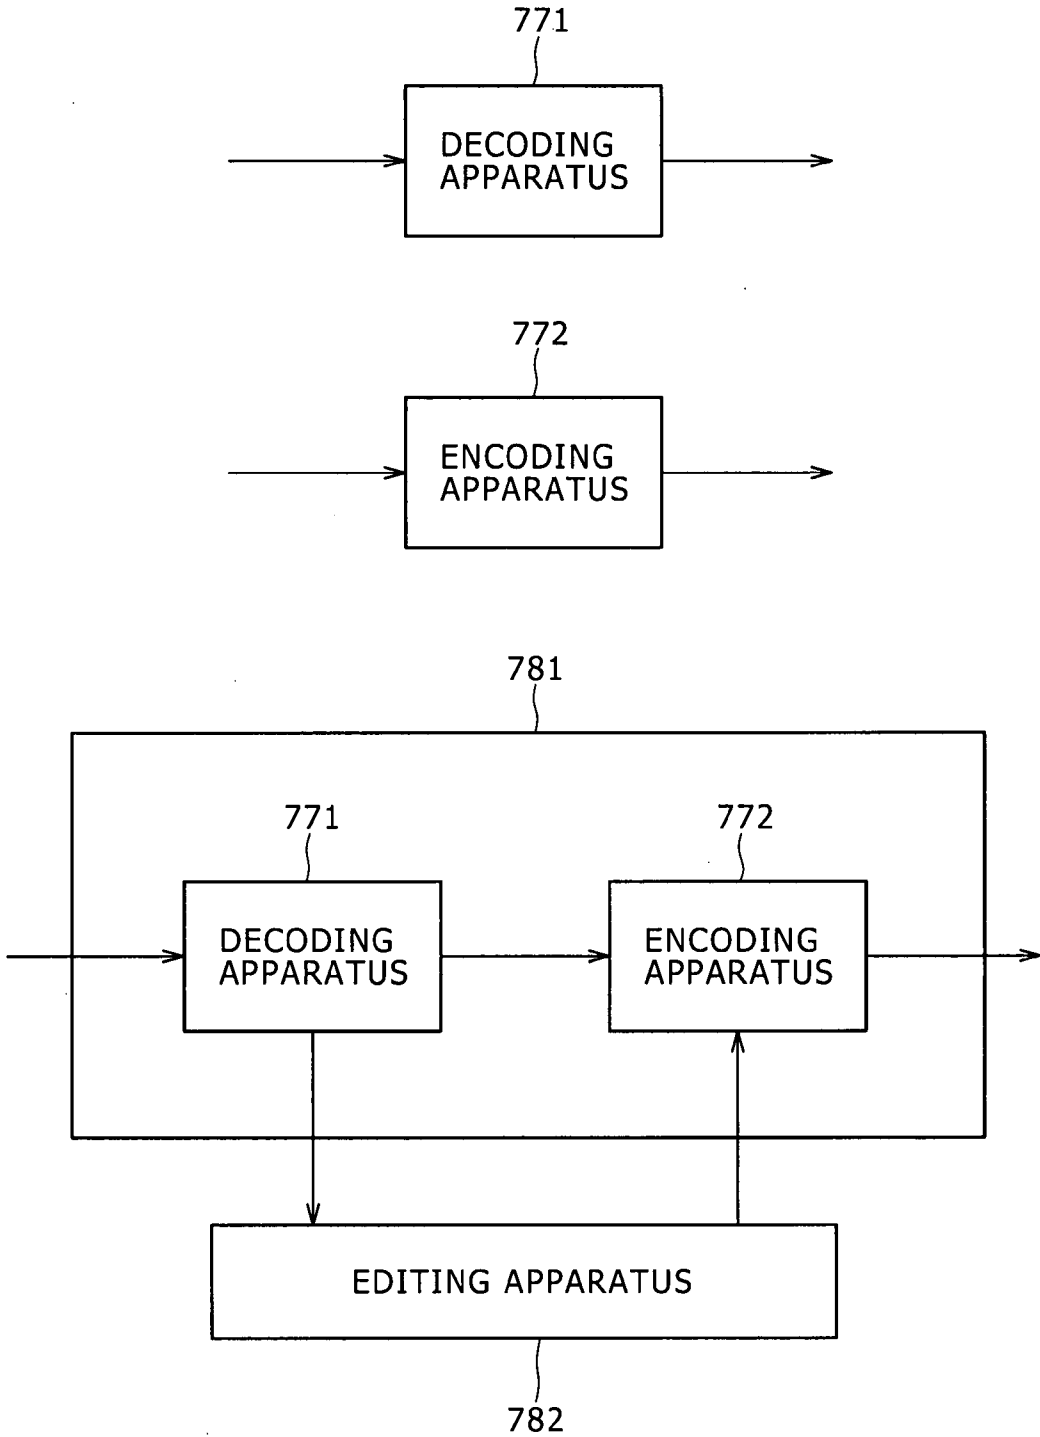 771
DECODING
APPARATUS
772
ENCODING
APPARATUS
781
771
772
DECODING
APPARATUS
ENCODING
APPARATUS
EDITING APPARATUS
782